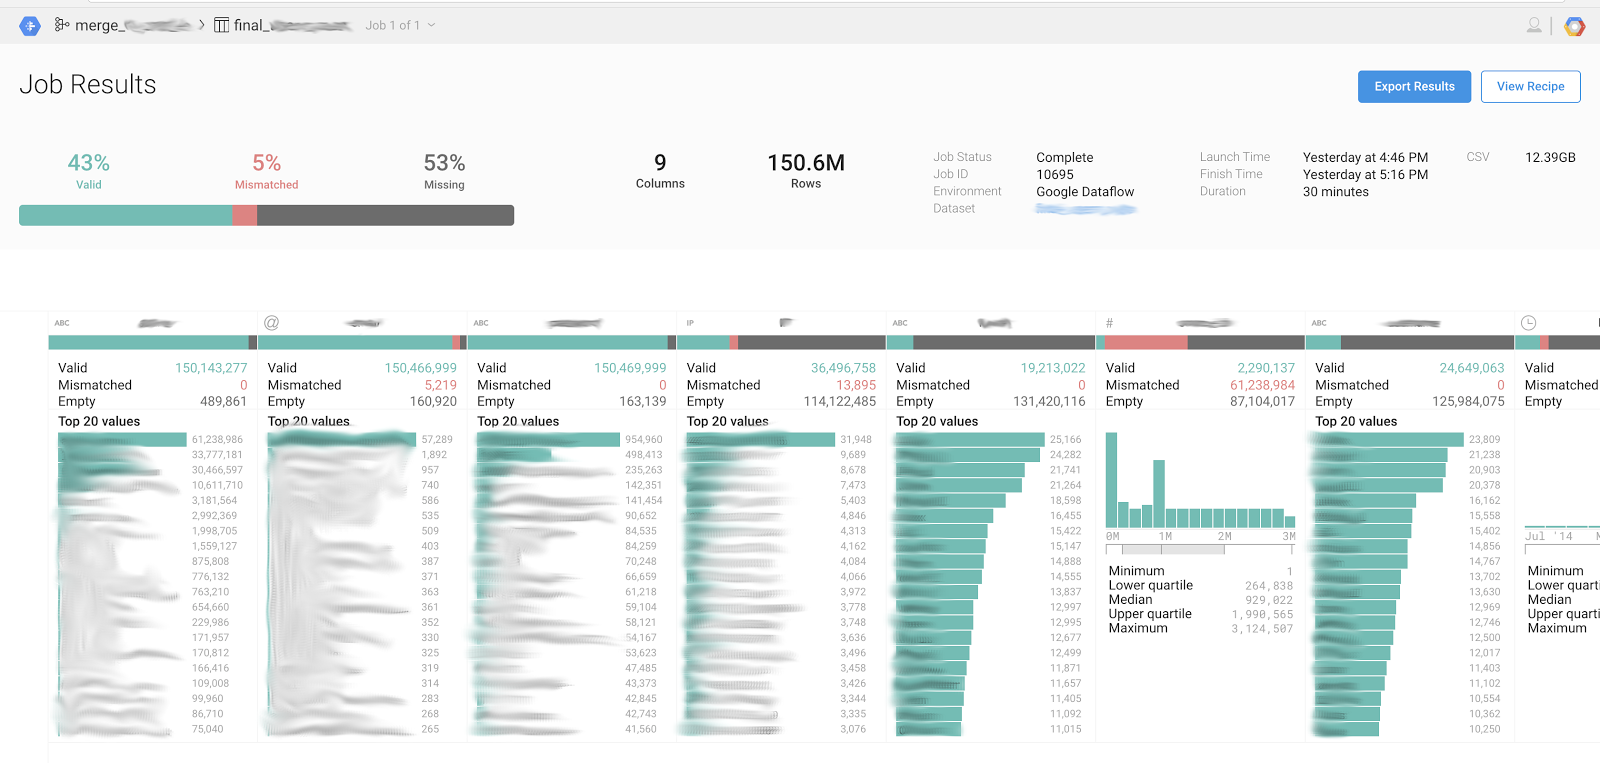 merge_ > final_ Job 1 of 1
Job Results
Export Results View Recipe
43% 5% 53% 9 150.6M
Valid Mismatched Missing Columns Rows
Job Status Complete Launch Time Yesterday at 4:46 PM CSV 12.39GB
Job ID 10695 Finish Time Yesterday at 5:16 PM
Environment Google Dataflow Duration 30 minutes
Dataset
ABC @ ABC IP ABC # ABC
Valid 150,143,277 Valid 150,466,999 Valid 150,469,999 Valid 36,496,758 Valid 19,213,022 Valid 2,290,137 Valid 24,649,063 Valid
Mismatched 0 Mismatched 5,219 Mismatched 0 Mismatched 13,895 Mismatched 0 Mismatched 61,238,984 Mismatched 0 Mismatched
Empty 489,861 Empty 160,920 Empty 163,139 Empty 114,122,485 Empty 131,420,116 Empty 87,104,017 Empty 125,984,075 Empty
Top 20 values Top 20 values Top 20 values Top 20 values Top 20 values Top 20 values
61,238,986 57,289 954,960 31,948 25,166 23,809
33,777,181 1,892 498,413 9,689 24,282 21,238
30,466,597 957 235,263 8,678 21,741 20,903
10,611,710 740 142,351 7,473 21,264 20,378
3,181,564 586 141,454 5,403 18,598 16,162
2,992,369 535 90,652 4,846 16,455 15,558
1,998,705 509 84,535 4,313 15,422 15,402
1,559,127 403 84,259 4,162 15,147 14,856
875,808 387 70,248 4,084 14,888 14,767
776,132 371 66,659 4,066 14,555 13,702
763,210 363 61,218 3,972 13,837 13,630
654,660 361 59,104 3,778 12,997 12,969
229,986 352 58,121 3,748 12,995 12,746
171,957 330 54,167 3,636 12,677 12,500
170,812 325 53,623 3,496 12,499 12,017
166,416 319 47,485 3,458 11,871 11,403
109,008 314 43,373 3,426 11,657 11,102
99,960 283 42,845 3,344 11,405 10,554
86,710 268 42,743 3,335 11,092 10,362
75,040 265 41,560 3,076 11,015 10,250
0M 1M 2M 3M Jul '14
Minimum 1 Minimum
Lower quartile 264,838 Lower quarti
Median 929,022 Median
Upper quartile 1,990,565 Upper quarti
Maximum 3,124,507 Maximum